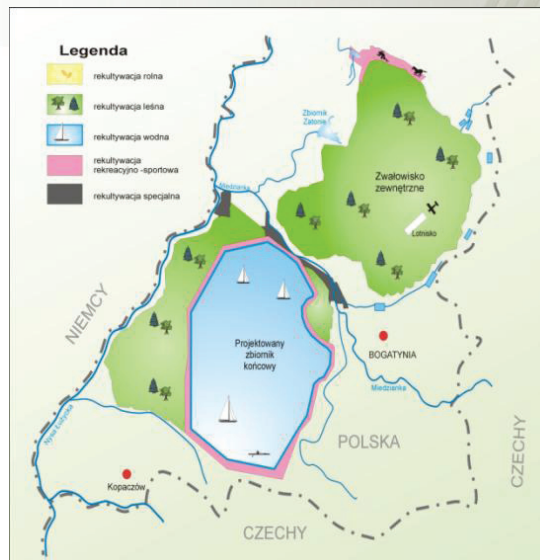 Legenda
rekultywacja rolna
rekultywacja leśna
rekultywacja wodna
rekultywacja
rekreacyjno -sportowa
rekultywacja specjalna
Zbiornik
Zatonie
Zwałowisko
zewnętrzne
Lotnisko
Miedzianka
NIEMCY
Projektowany
zbiornik
końcowy
BOGATYNIA
Miedzianka
Nysa Łużycka
POLSKA
CZECHY
Kopaczów
CZECHY